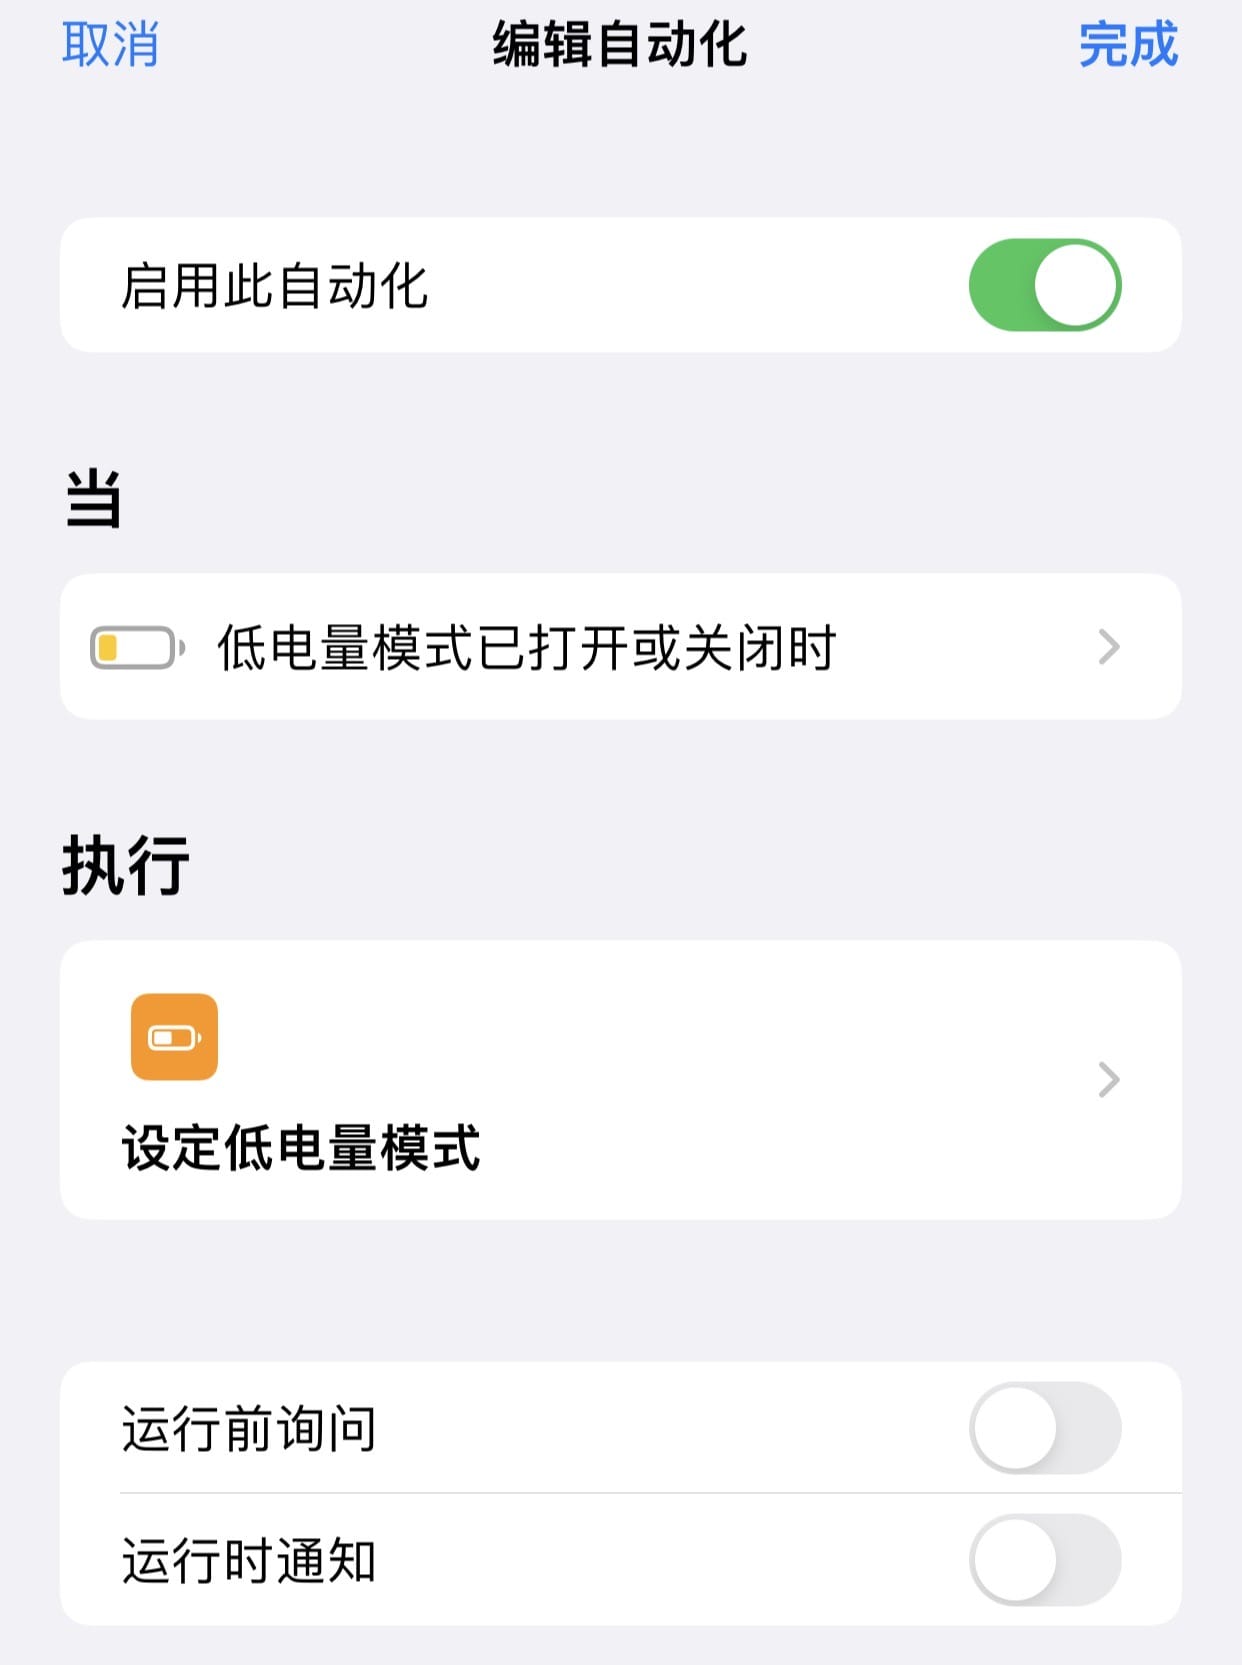 取消 编辑自动化 完成
启用此自动化
当
低电量模式已打开或关闭时
执行
设定低电量模式
运行前询问
运行时通知